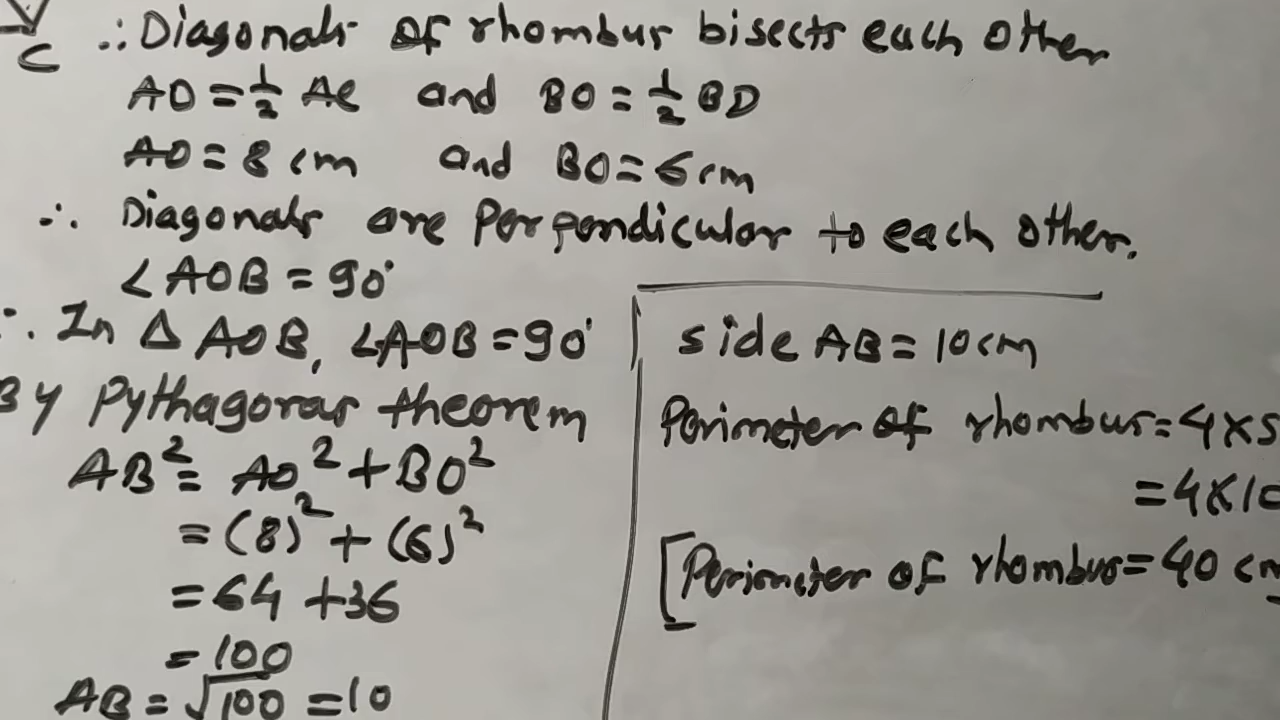 C ∴ Diagonals of rhombus bisects each other
AO = 1/2 AC and BO = 1/2 BD
AO = 8 cm and BO = 6 cm
∴ Diagonals are Perpendicular to each other.
∠AOB = 90°
∴ In △ AOB, ∠AOB = 90°
By Pythagoras theorem
AB² = AO² + BO²
= (8)² + (6)²
= 64 + 36
= 100
AB = √100 = 10
side AB = 10 cm
Perimeter of rhombus = 4 × s
= 4 × 10
[Perimeter of rhombus = 40 cm